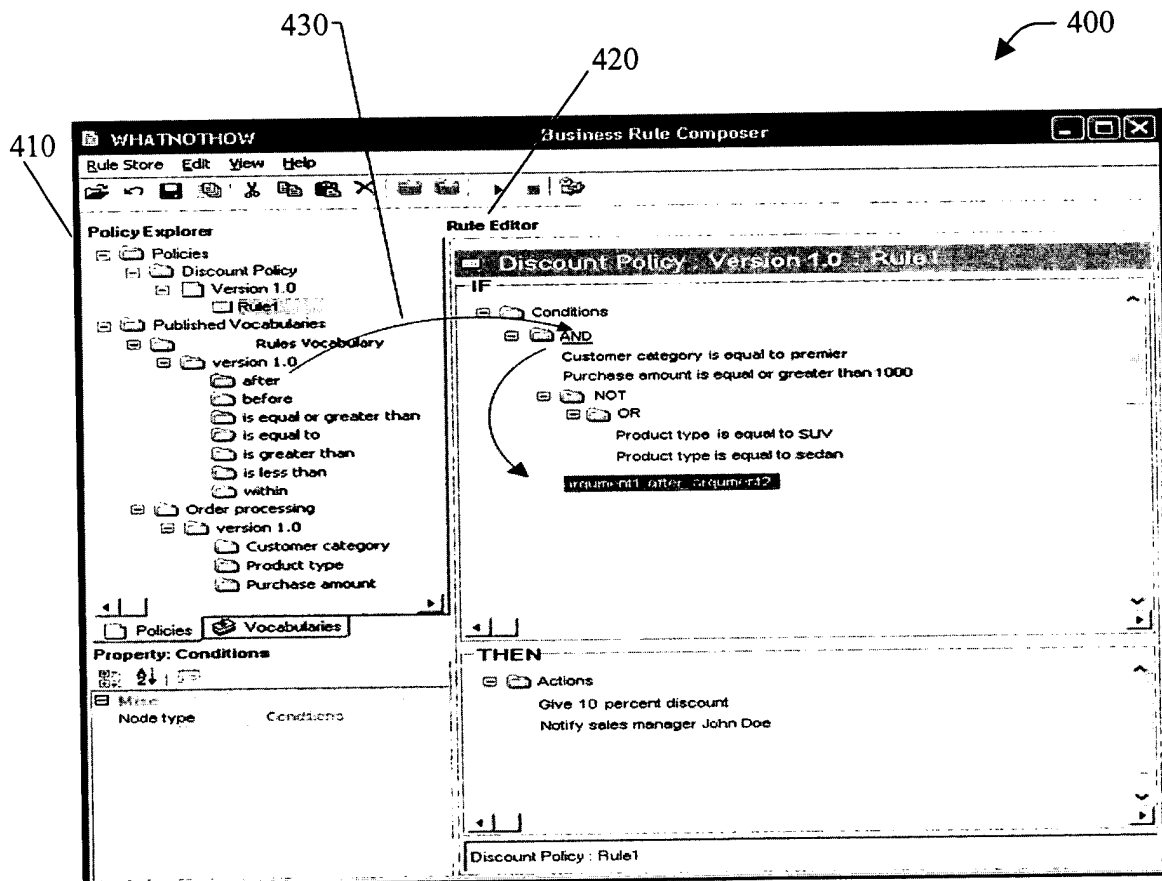 430
400
420
410
WHATNOTHOW
Business Rule Composer
Rule Store Edit View Help
Policy Explorer
Policies
Discount Policy
Version 1.0
Rule1
Published Vocabularies
Rules Vocabulary
version 1.0
after
before
is equal or greater than
is equal to
is greater than
is less than
within
Order processing
version 1.0
Customer category
Product type
Purchase amount
Policies
Vocabularies
Property: Conditions
Misc
Node type Conditions
Rule Editor
Discount Policy, Version 1.0 : Rule1
IF
Conditions
AND
Customer category is equal to premier
Purchase amount is equal or greater than 1000
NOT
OR
Product type is equal to SUV
Product type is equal to sedan
argument1 after argument2
THEN
Actions
Give 10 percent discount
Notify sales manager John Doe
Discount Policy : Rule1